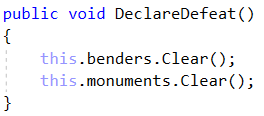 public void DeclareDefeat()
{
    this.benders.Clear();
    this.monuments.Clear();
}